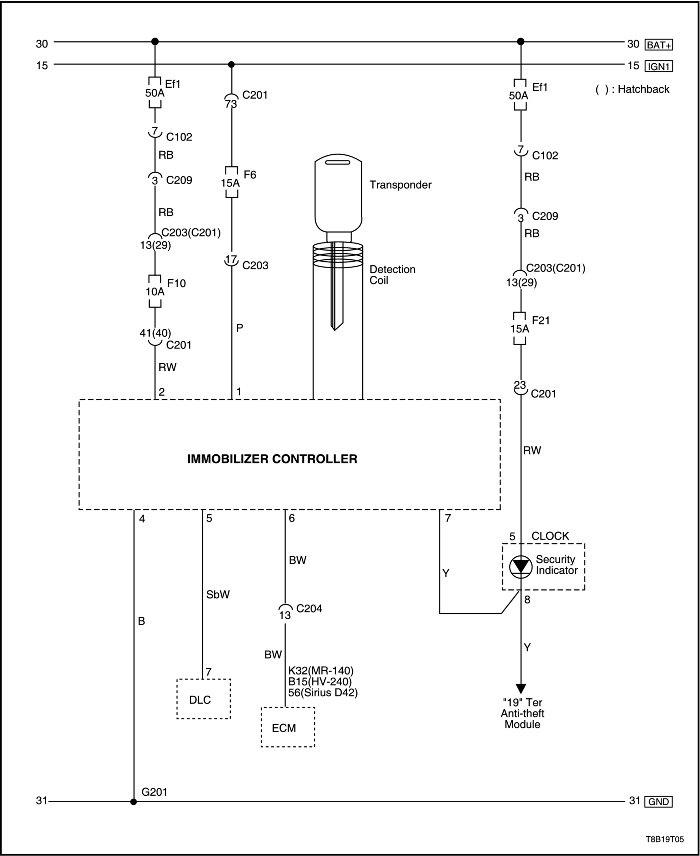 30
30 BAT+
15
15 IGN1
( ) : Hatchback
Ef1
50A
7
C102
RB
3
C209
RB
C203(C201)
13(29)
F10
10A
41(40)
C201
RW
2
C201
73
F6
15A
17
C203
P
1
Transponder
Detection
Coil
Ef1
50A
7
C102
RB
3
C209
RB
C203(C201)
13(29)
F21
15A
23
C201
RW
IMMOBILIZER CONTROLLER
4
5
6
7
B
SbW
7
DLC
BW
C204
13
BW
K32(MR-140)
B15(HV-240)
56(Sirius D42)
ECM
Y
5
CLOCK
Security
Indicator
8
Y
"19" Ter
Anti-theft
Module
G201
31
31 GND
T8B19T05